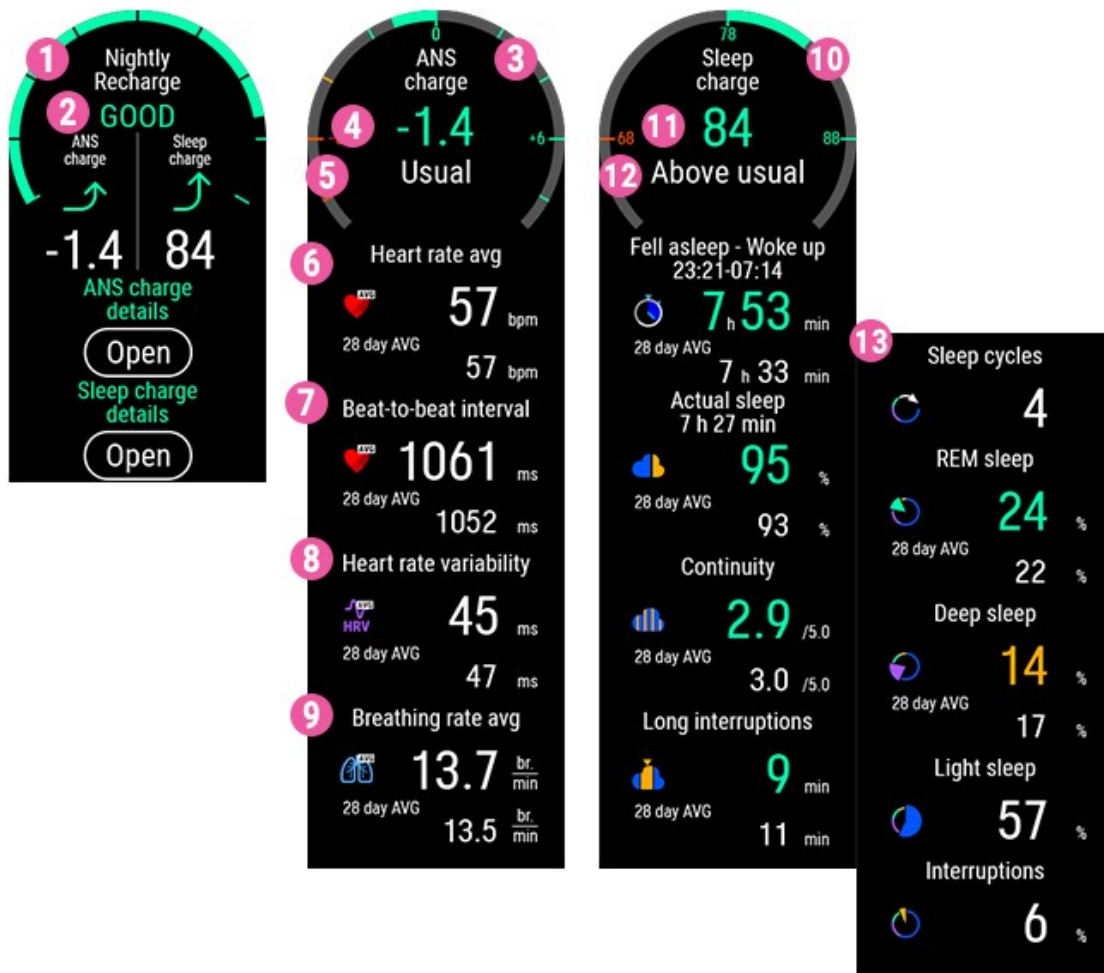 1
Nightly
Recharge
2
GOOD
ANS
charge
Sleep
charge
-1.4
84
ANS charge
details
Open
Sleep charge
details
Open
0
3
ANS
charge
4
-1.4
+6
5
Usual
6
Heart rate avg
AVG
57 bpm
28 day AVG
57 bpm
7
Beat-to-beat interval
AVG
1061 ms
28 day AVG
1052 ms
8
Heart rate variability
AVG
HRV
45 ms
28 day AVG
47 ms
9
Breathing rate avg
AVG
13.7 br.
min
28 day AVG
13.5 br.
min
78
10
Sleep
charge
68
11
84
88
12
Above usual
Fell asleep - Woke up
23:21-07:14
7 h 53 min
28 day AVG
7 h 33 min
Actual sleep
7 h 27 min
95 %
28 day AVG
93 %
Continuity
2.9 /5.0
28 day AVG
3.0 /5.0
Long interruptions
9 min
28 day AVG
11 min
13
Sleep cycles
4
REM sleep
24 %
28 day AVG
22 %
Deep sleep
14 %
28 day AVG
17 %
Light sleep
57 %
Interruptions
6 %